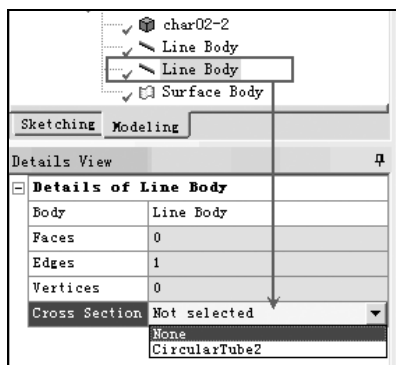 char02-2
Line Body
Line Body
Surface Body
Sketching Modeling
Details View
Details of Line Body
Body Line Body
Faces 0
Edges 1
Vertices 0
Cross Section Not selected
None
CircularTube2